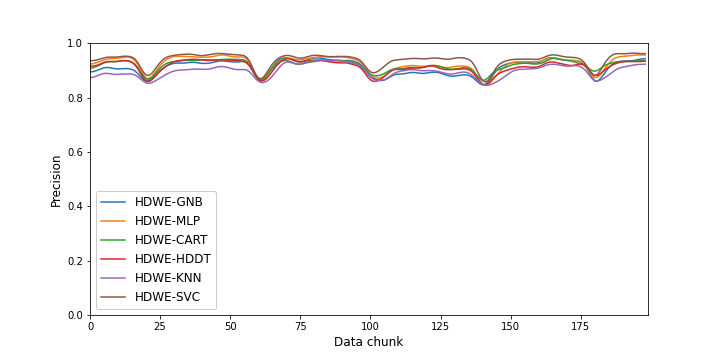 1.0
0.8
0.6
0.4
0.2
0.0
Precision
HDWE-GNB
HDWE-MLP
HDWE-CART
HDWE-HDDT
HDWE-KNN
HDWE-SVC
0 25 50 75 100 125 150 175
Data chunk